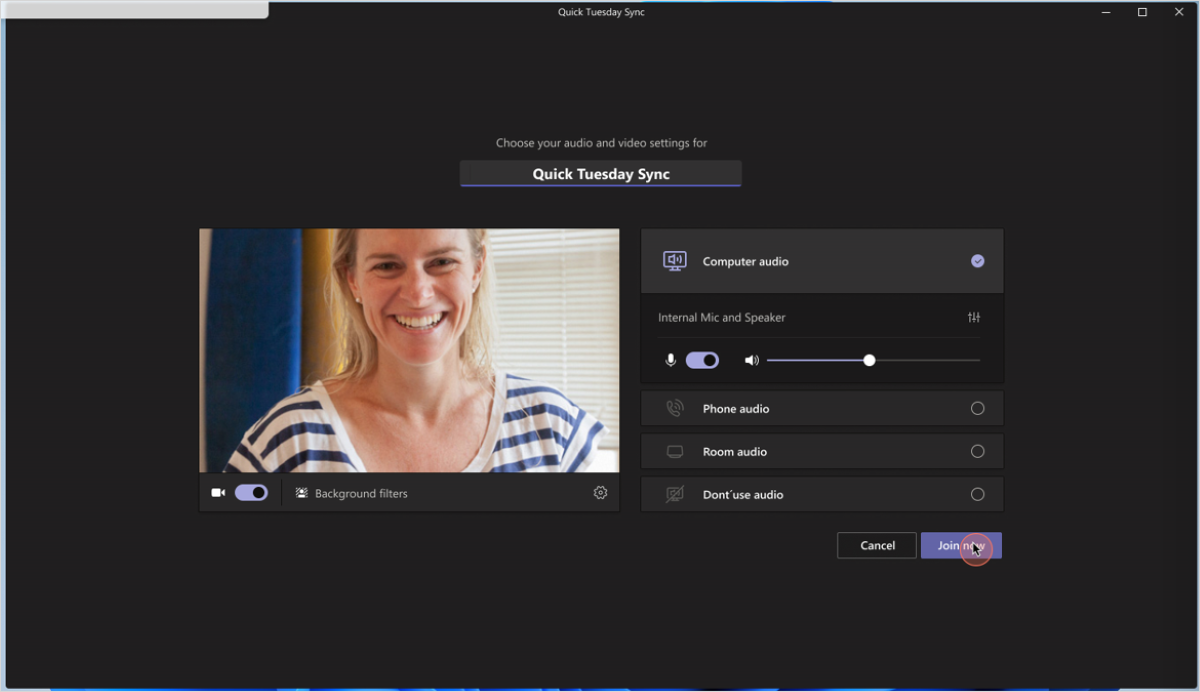 Quick Tuesday Sync
Choose your audio and video settings for
Quick Tuesday Sync
Computer audio
Internal Mic and Speaker
Phone audio
Room audio
Dont´use audio
Background filters
Cancel
Join now